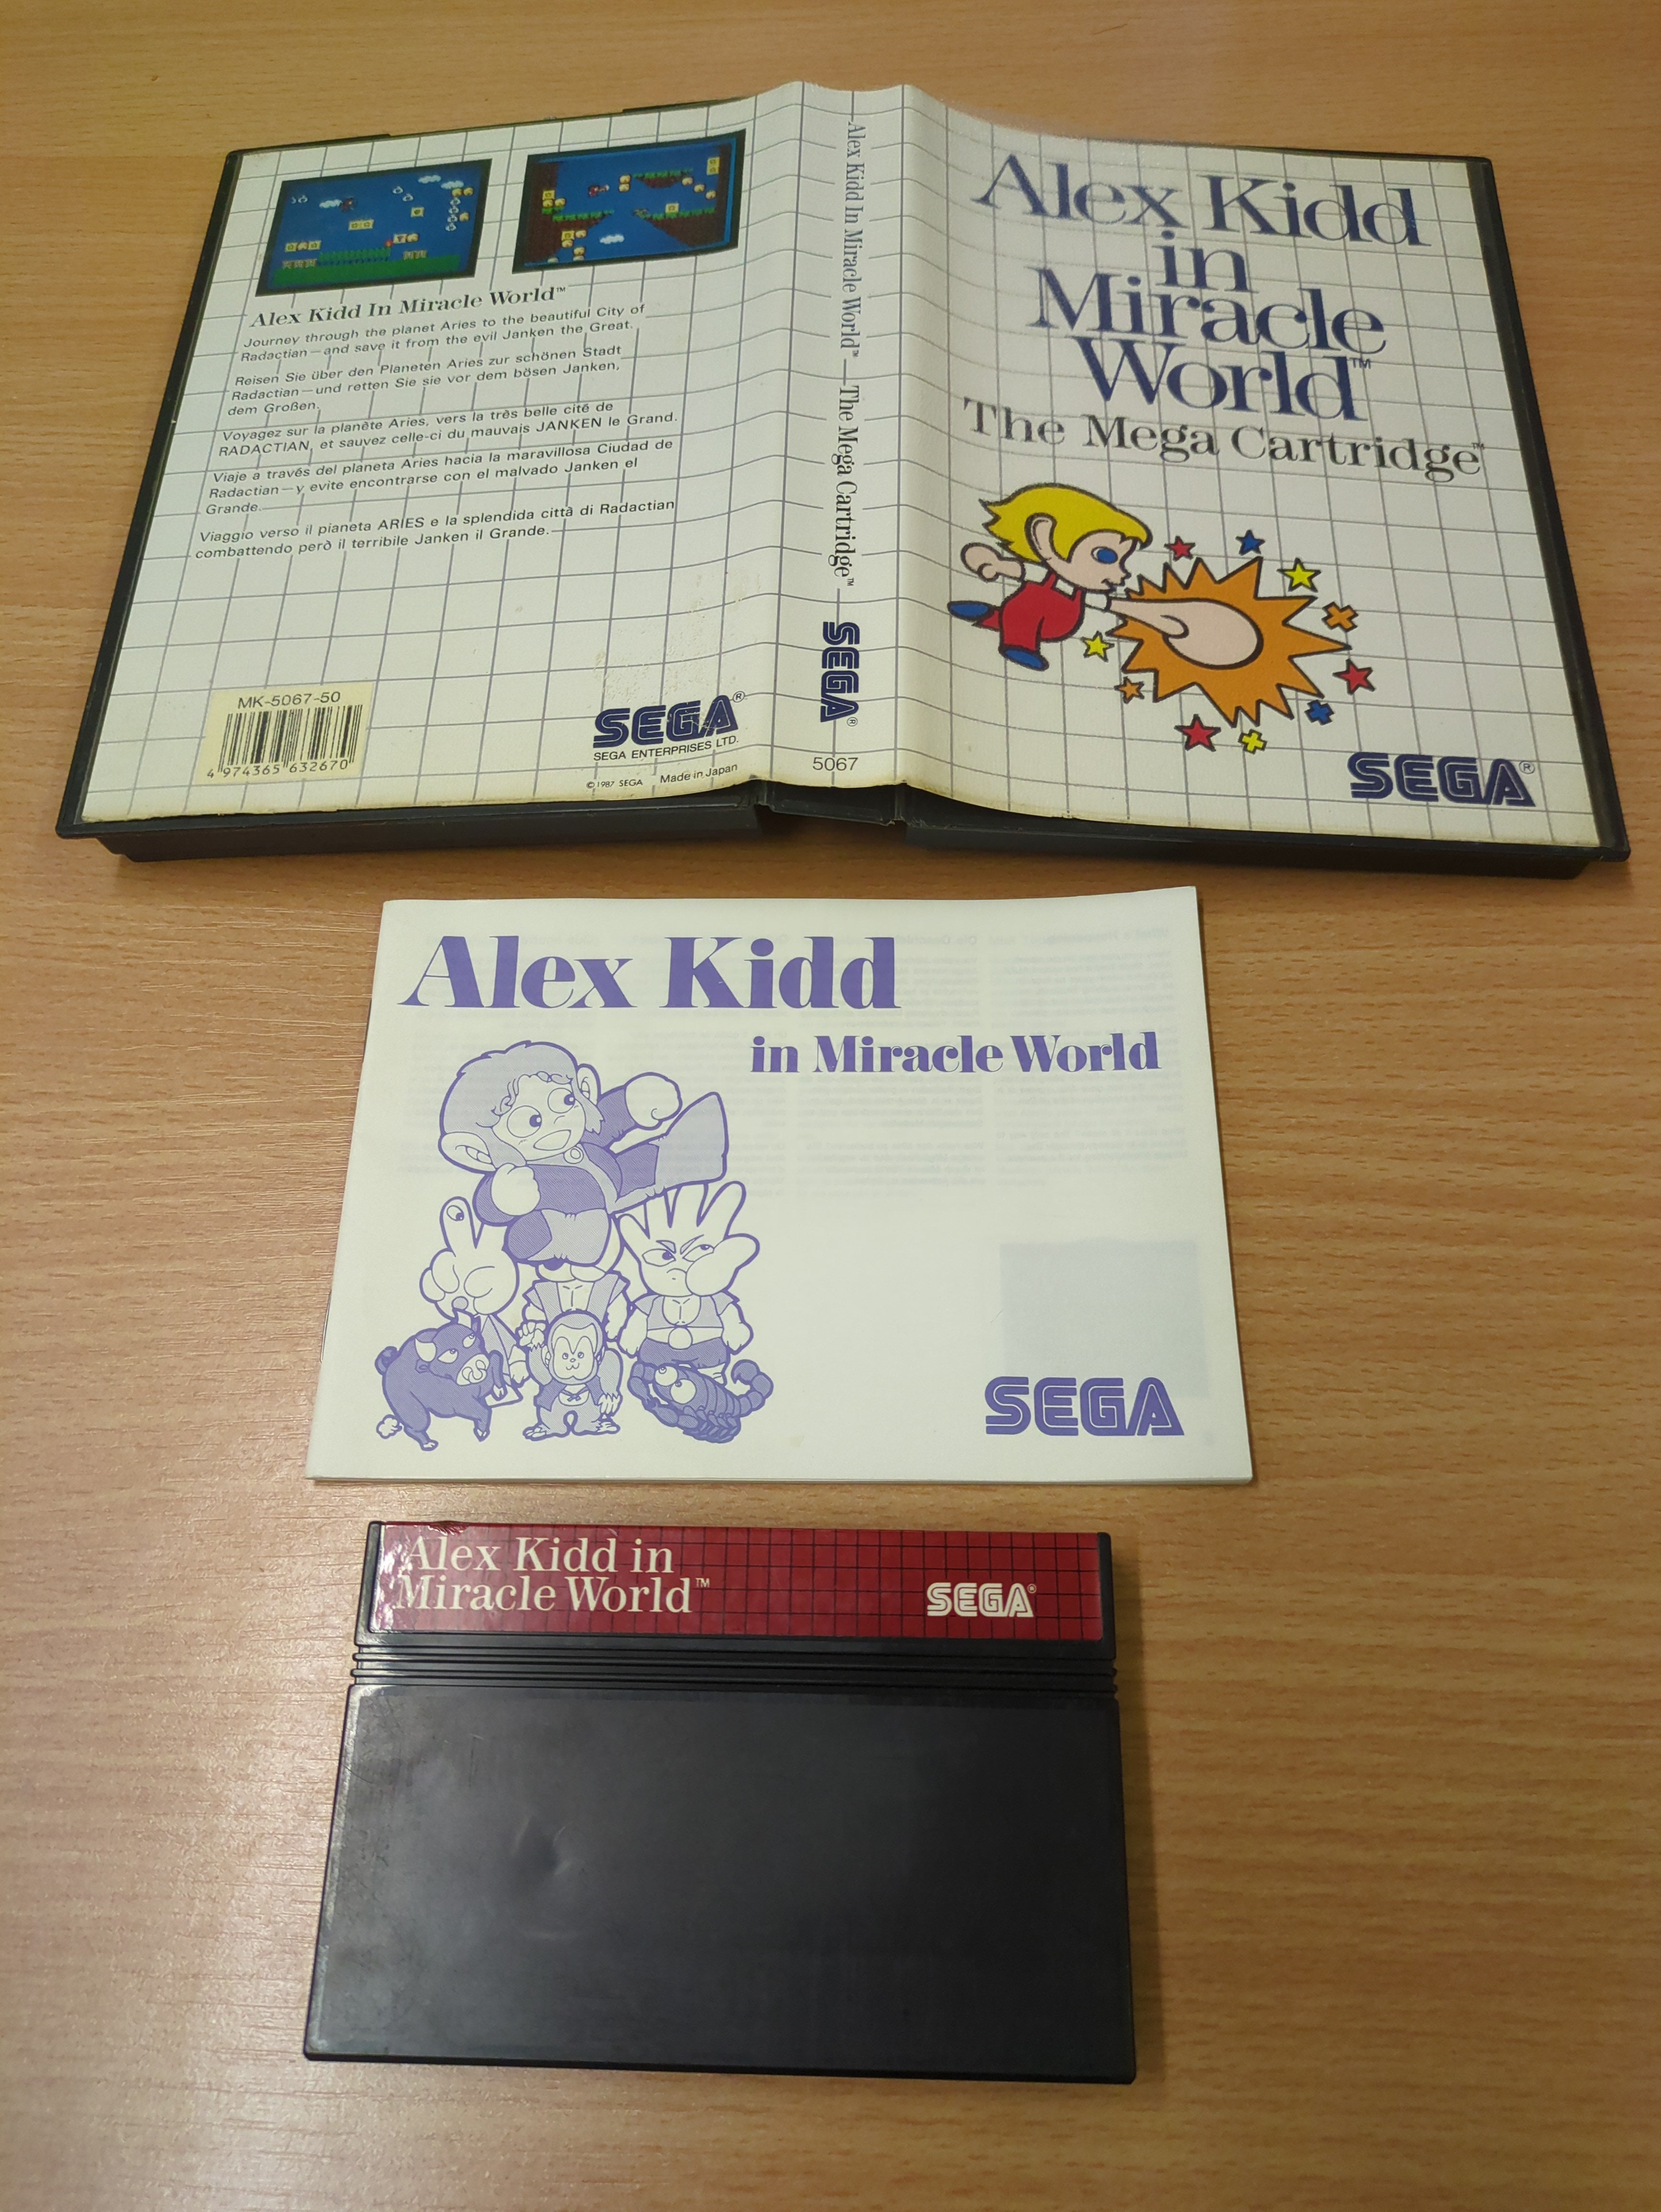 Alex Kidd In Miracle World™
Journey through the planet Aries to the beautiful City of
Radactian—and save it from the evil Janken the Great.
Reisen Sie über den Planeten Aries zur schönen Stadt
Radactian—und retten Sie sie vor dem bösen Janken,
dem Großen.
Voyagez sur la planète Aries, vers la très belle cité de
RADACTIAN, et sauvez celle-ci du mauvais JANKEN le Grand.
Viaje a través del planeta Aries hacia la maravillosa Ciudad de
Radactian—y evite encontrarse con el malvado Janken el
Grande.
Viaggio verso il pianeta ARIES e la splendida città di Radactian
combattendo però il terribile Janken il Grande.
MK-5067-50
4 974365 632670
SEGA®
SEGA ENTERPRISES LTD.
©1987 SEGA Made in Japan
Alex Kidd In Miracle World™ — The Mega Cartridge™
SEGA®
5067
Alex Kidd
in
Miracle
World™
The Mega Cartridge™
SEGA®
Alex Kidd
in Miracle World
SEGA
Alex Kidd in
Miracle World™
SEGA®